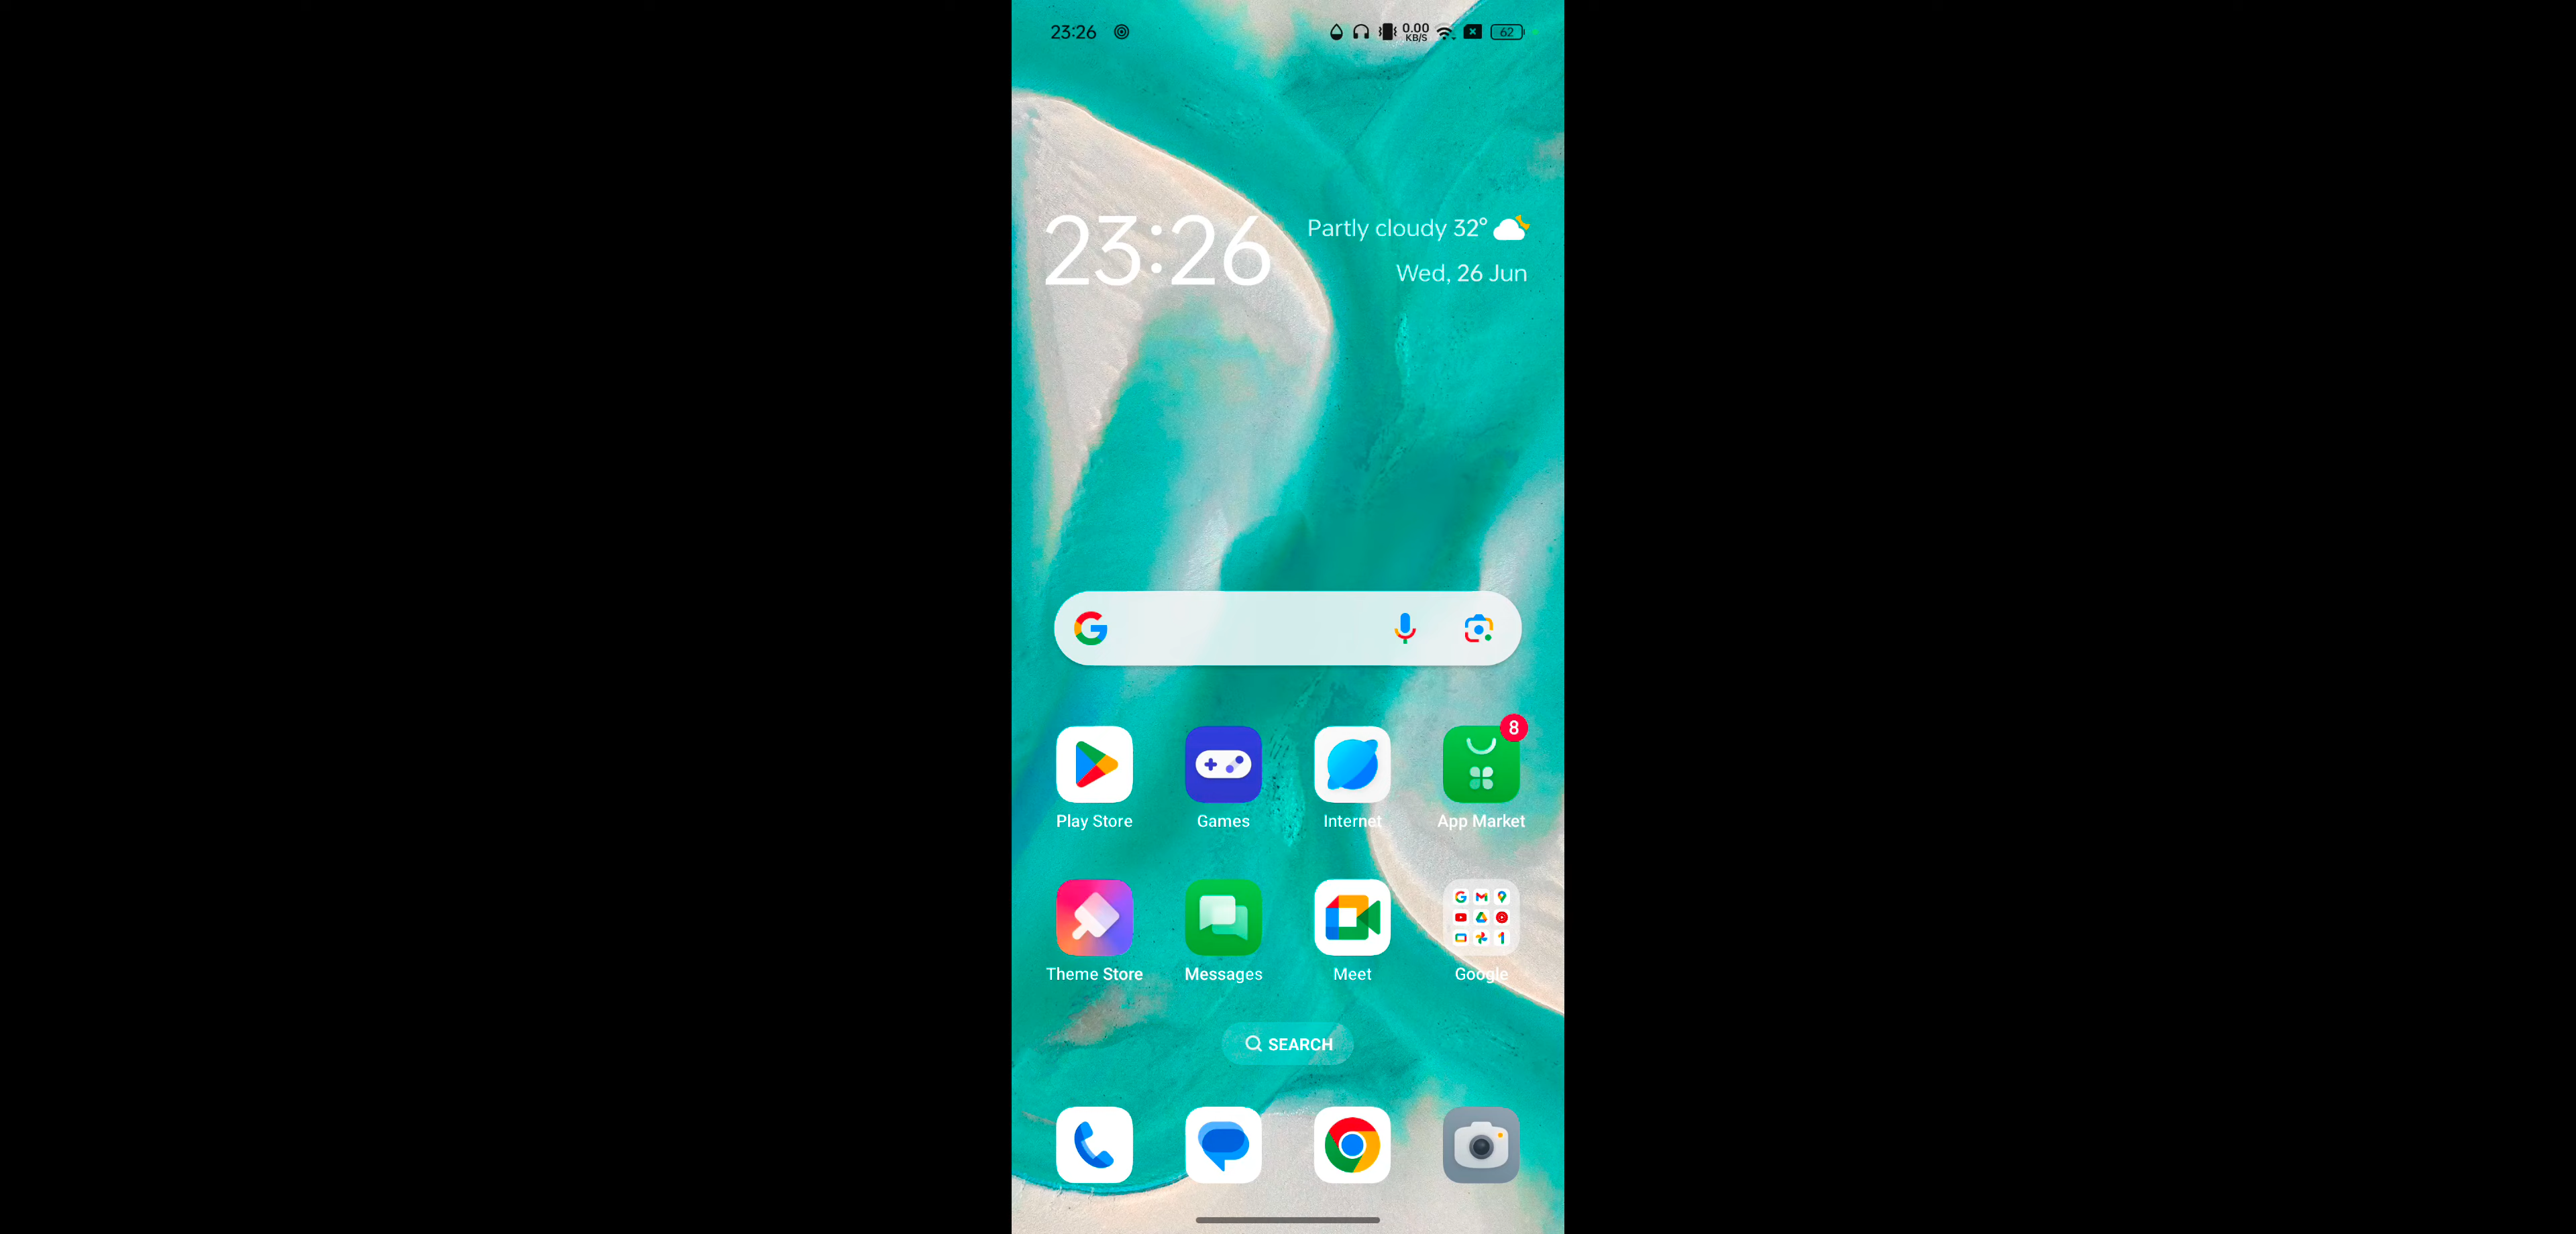 23:26
0.00
KB/S
62
23:26
Partly cloudy 32°
Wed, 26 Jun
8
Play Store
Games
Internet
App Market
Theme Store
Messages
Meet
Google
SEARCH